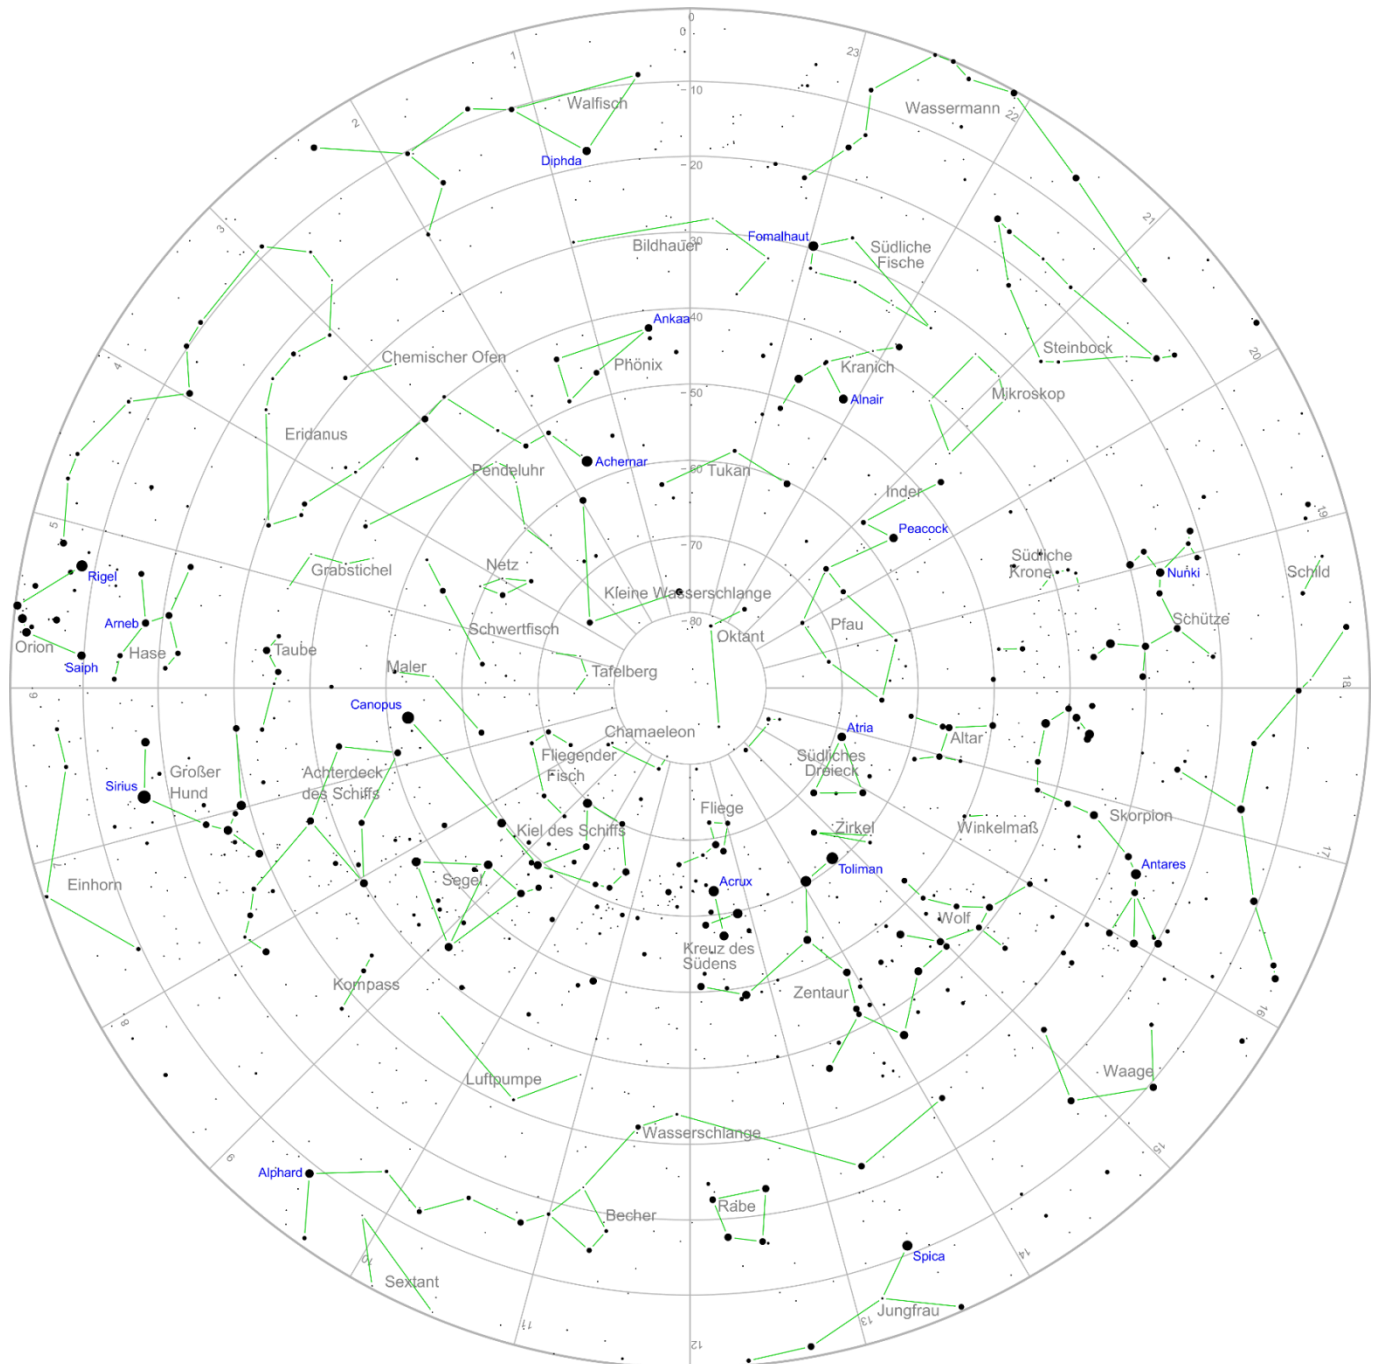 0
0
23
1
Wassermann
Walfisch
-10
22
2
Diphda
-20
21
3
Fomalhaut
Südliche
Fische
Bildhauer
-30
Ankaa
-40
20
4
Chemischer Ofen
Phönix
Kranich
Steinbock
Mikroskop
-50
Alnair
Eridanus
Achernar
-60
Pendeluhr
Tukan
Inder
19
5
Peacock
-70
Südliche
Krone
Nunki
Schild
Rigel
Grabstichel
Netz
Kleine Wasserschlange
Arneb
-80
Schütze
Orion
Hase
Schwertfisch
Oktant
Pfau
Taube
Saiph
Maler
Tafelberg
6
18
Canopus
Chamaeleon
Atria
Altar
Fliegender
Fisch
Südliches
Dreieck
Großer
Hund
Achterdeck
des Schiffs
Sirius
Fliege
Skorpion
Kiel des Schiffs
Zirkel
Winkelmaß
17
7
Einhorn
Segel
Toliman
Antares
Acrux
Wolf
Kreuz des
Südens
Kompass
Zentaur
16
8
Luftpumpe
Waage
Wasserschlange
15
9
Alphard
Becher
Rabe
14
10
Spica
Sextant
Jungfrau
13
11
12